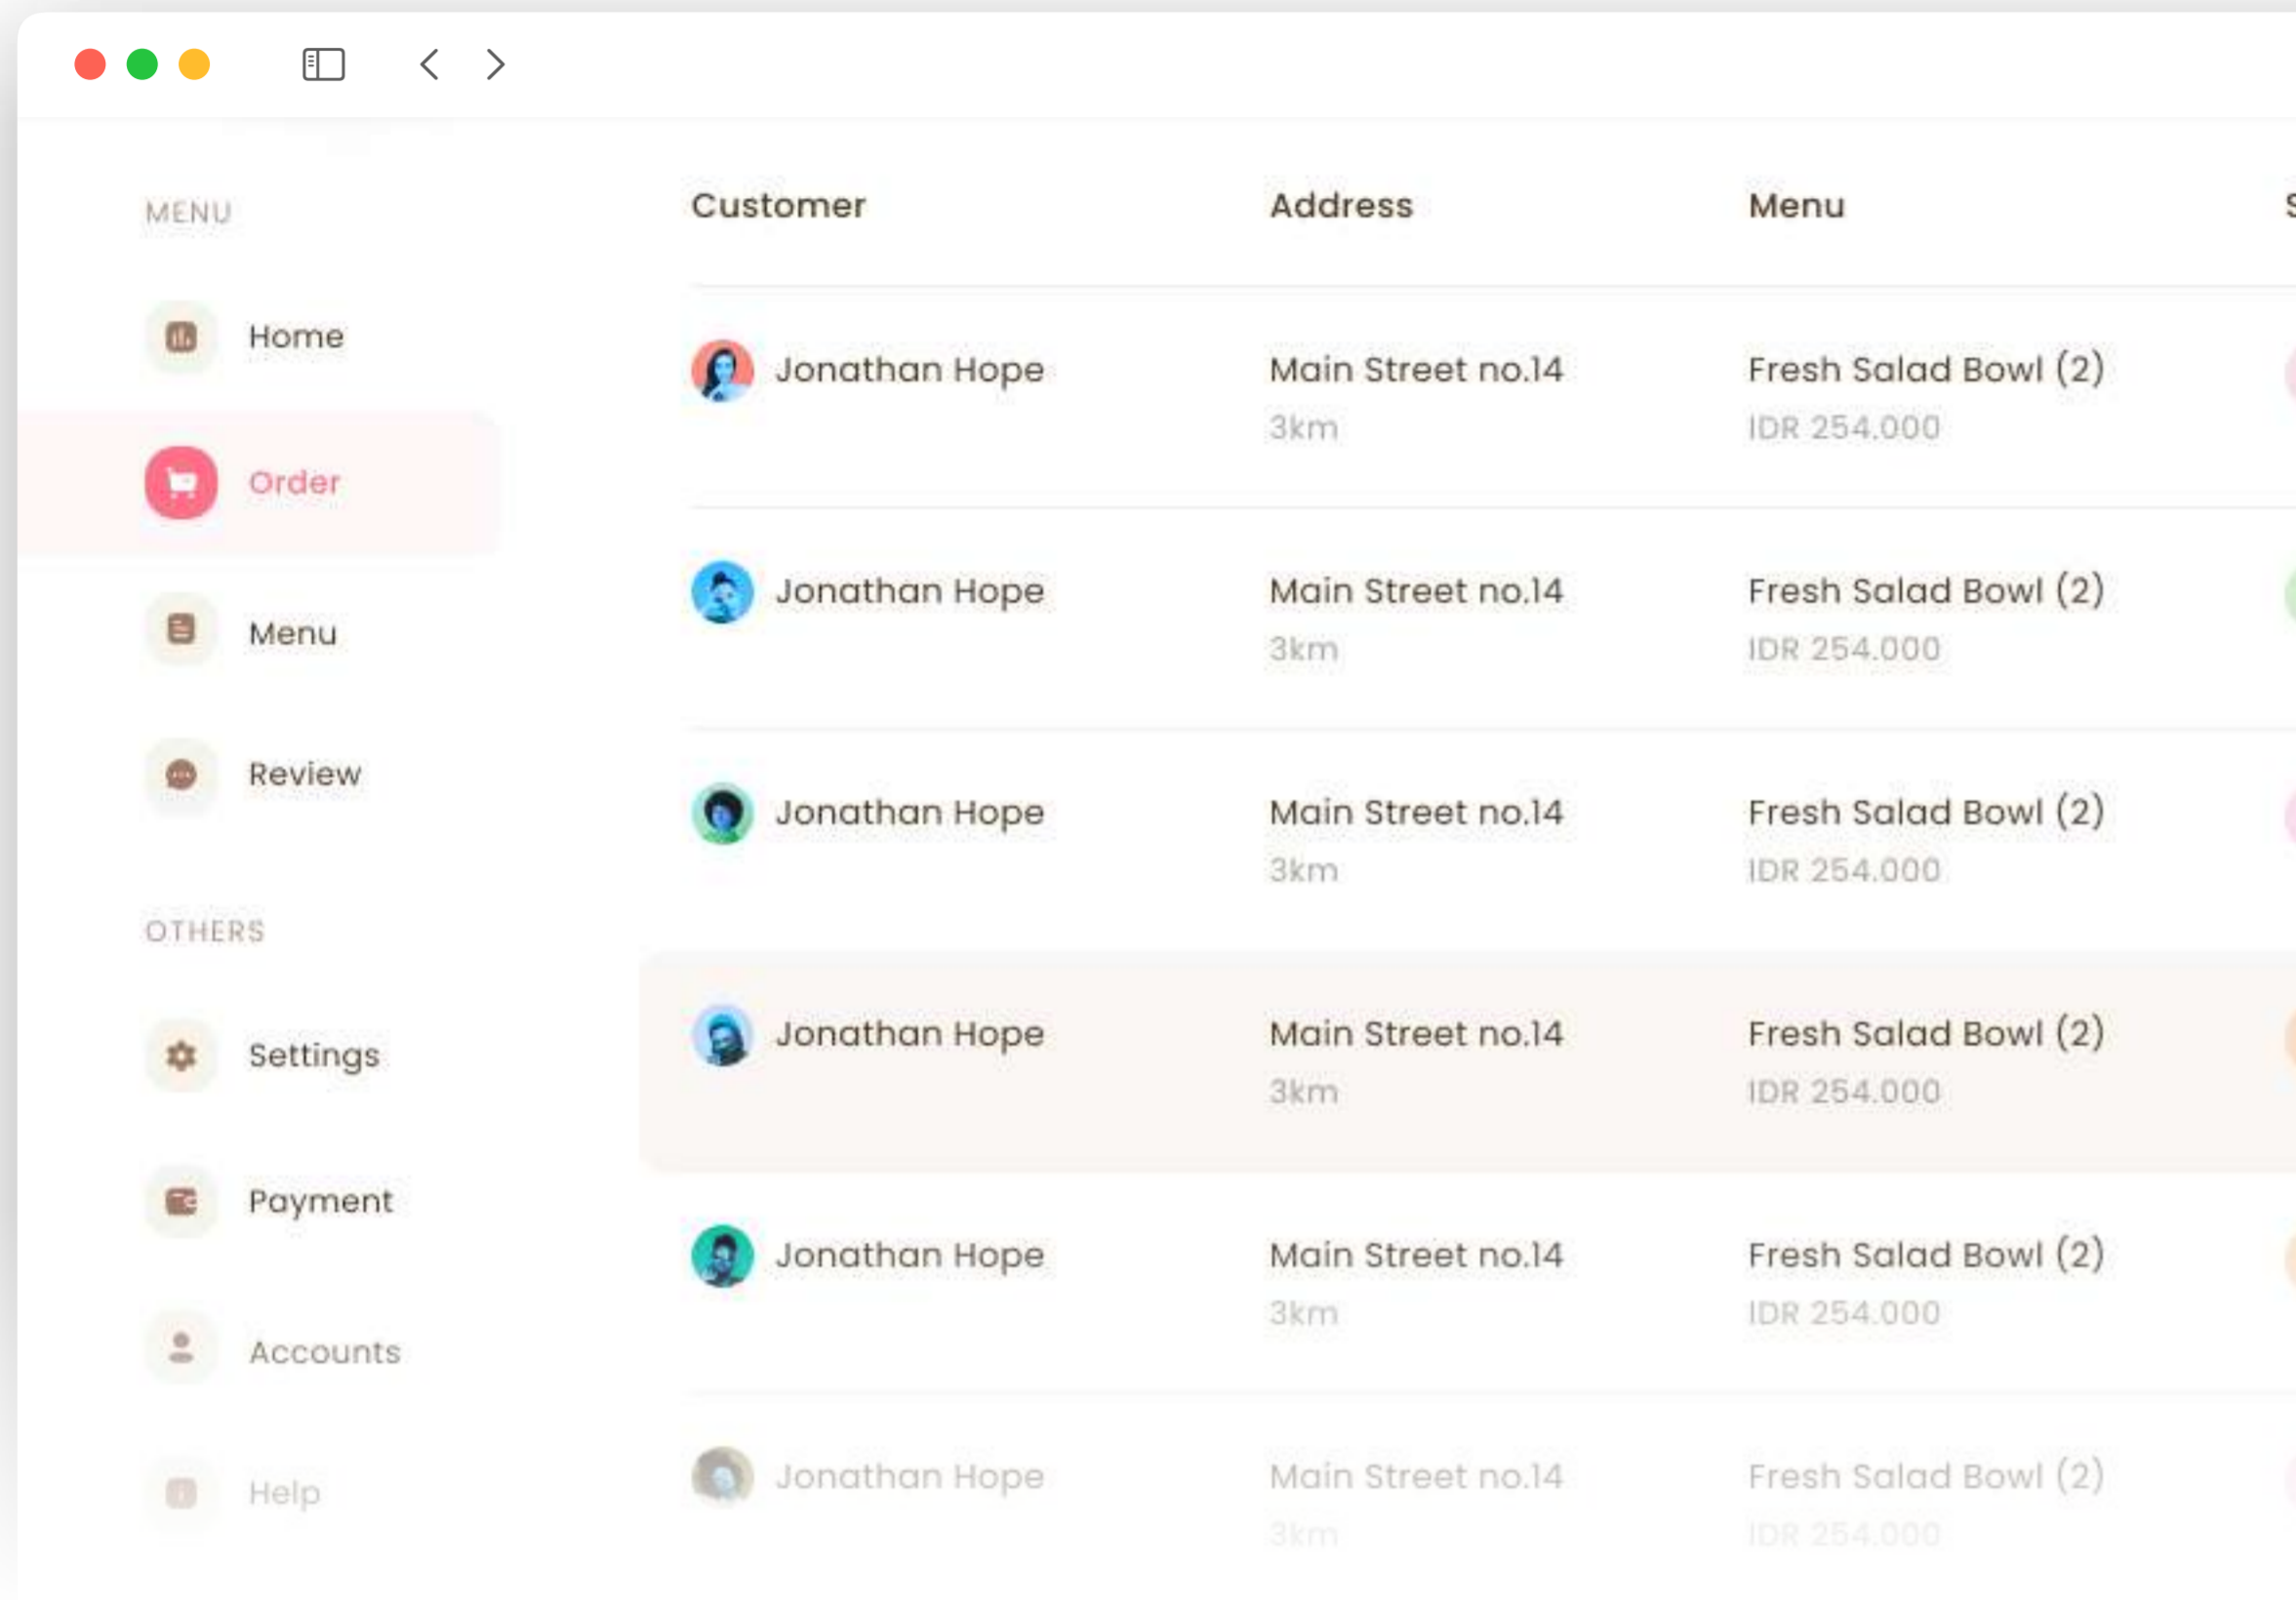 MENU
Home
Order
Menu
Review
OTHERS
Settings
Payment
Accounts
Help
Customer Address Menu S
Jonathan Hope Main Street no.14 Fresh Salad Bowl (2)
3km IDR 254.000
Jonathan Hope Main Street no.14 Fresh Salad Bowl (2)
3km IDR 254.000
Jonathan Hope Main Street no.14 Fresh Salad Bowl (2)
3km IDR 254.000
Jonathan Hope Main Street no.14 Fresh Salad Bowl (2)
3km IDR 254.000
Jonathan Hope Main Street no.14 Fresh Salad Bowl (2)
3km IDR 254.000
Jonathan Hope Main Street no.14 Fresh Salad Bowl (2)
3km IDR 254.000